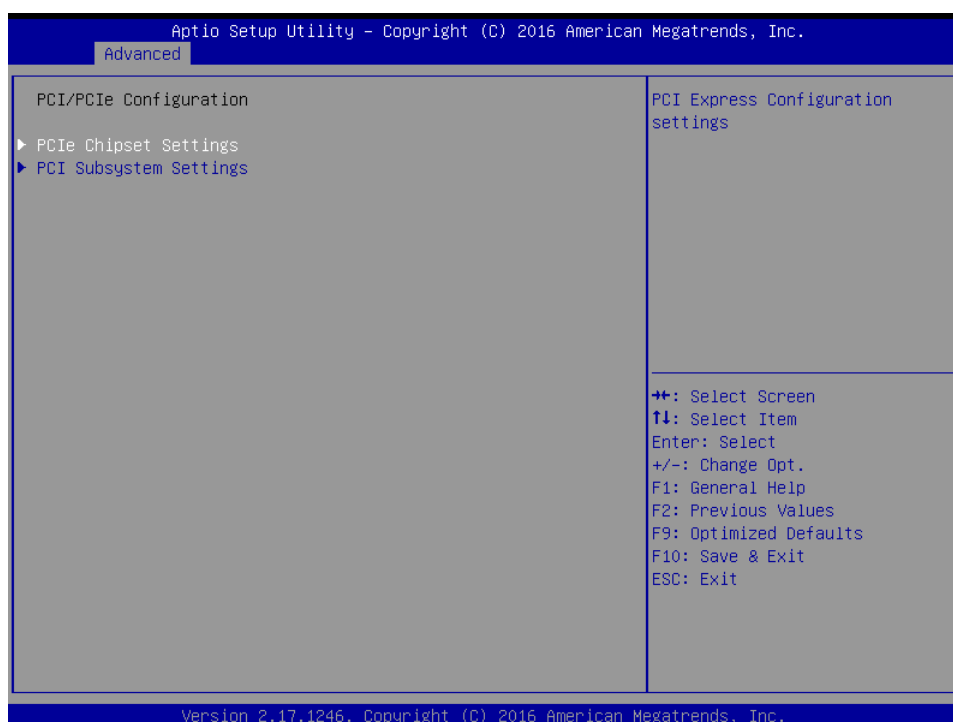 Aptio Setup Utility – Copyright (C) 2016 American Megatrends, Inc.
Advanced
PCI/PCIe Configuration
PCIe Chipset Settings
PCI Subsystem Settings
PCI Express Configuration
settings
→←: Select Screen
↑↓: Select Item
Enter: Select
+/-: Change Opt.
F1: General Help
F2: Previous Values
F9: Optimized Defaults
F10: Save & Exit
ESC: Exit
Version 2.17.1246. Copyright (C) 2016 American Megatrends, Inc.